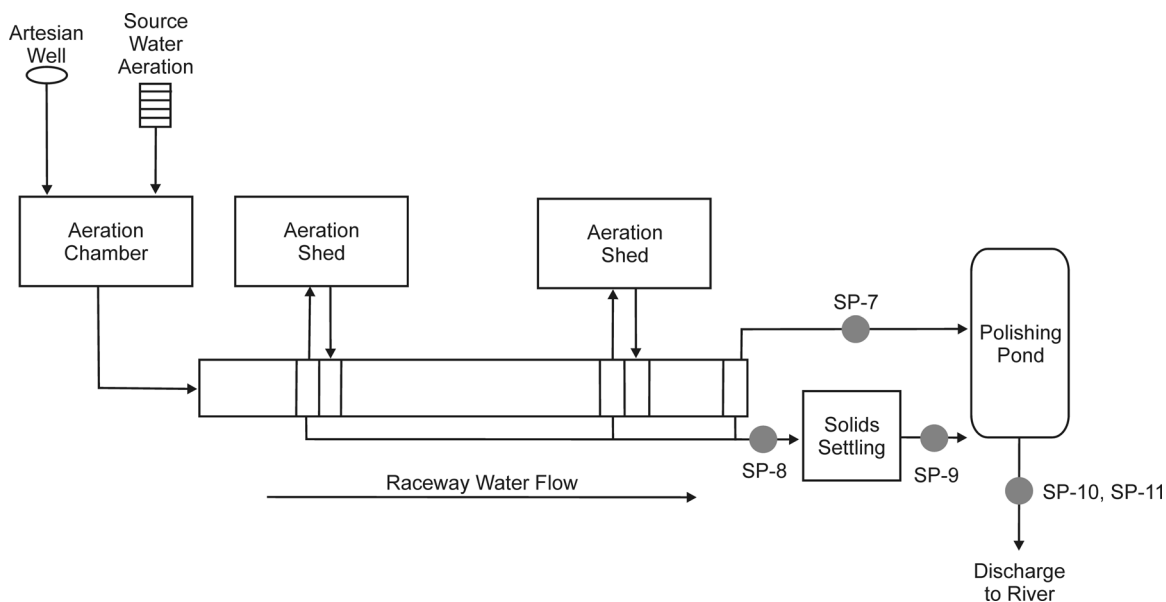 Artesian
Well
Source
Water
Aeration
Aeration
Chamber
Aeration
Shed
Aeration
Shed
SP-7
Polishing
Pond
Solids
Settling
SP-8
SP-9
Raceway Water Flow
SP-10, SP-11
Discharge
to River